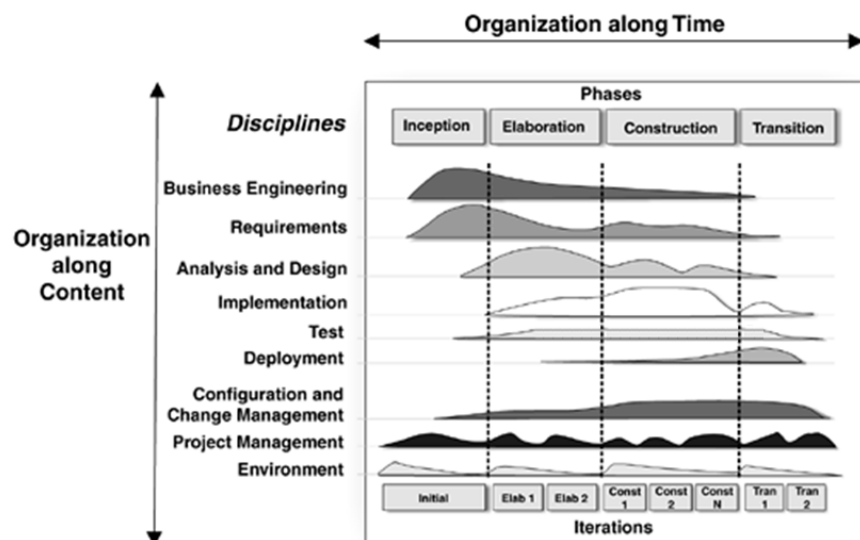 Organization along Time
Phases
Disciplines
Inception
Elaboration
Construction
Transition
Business Engineering
Requirements
Organization
along
Content
Analysis and Design
Implementation
Test
Deployment
Configuration and
Change Management
Project Management
Environment
Initial
Elab 1
Elab 2
Const
1
Const
2
Const
N
Tran
1
Tran
2
Iterations